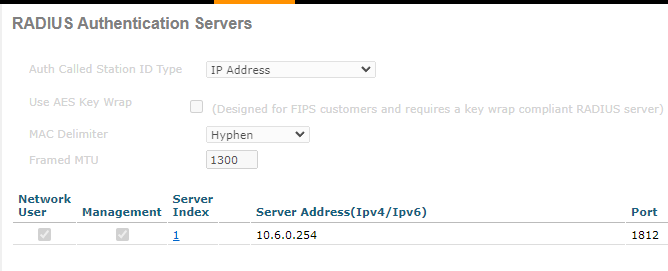 RADIUS Authentication Servers
Auth Called Station ID Type IP Address
Use AES Key Wrap (Designed for FIPS customers and requires a key wrap compliant RADIUS server)
MAC Delimiter Hyphen
Framed MTU 1300
Network User Management Server Index Server Address(Ipv4/Ipv6) Port
1 10.6.0.254 1812